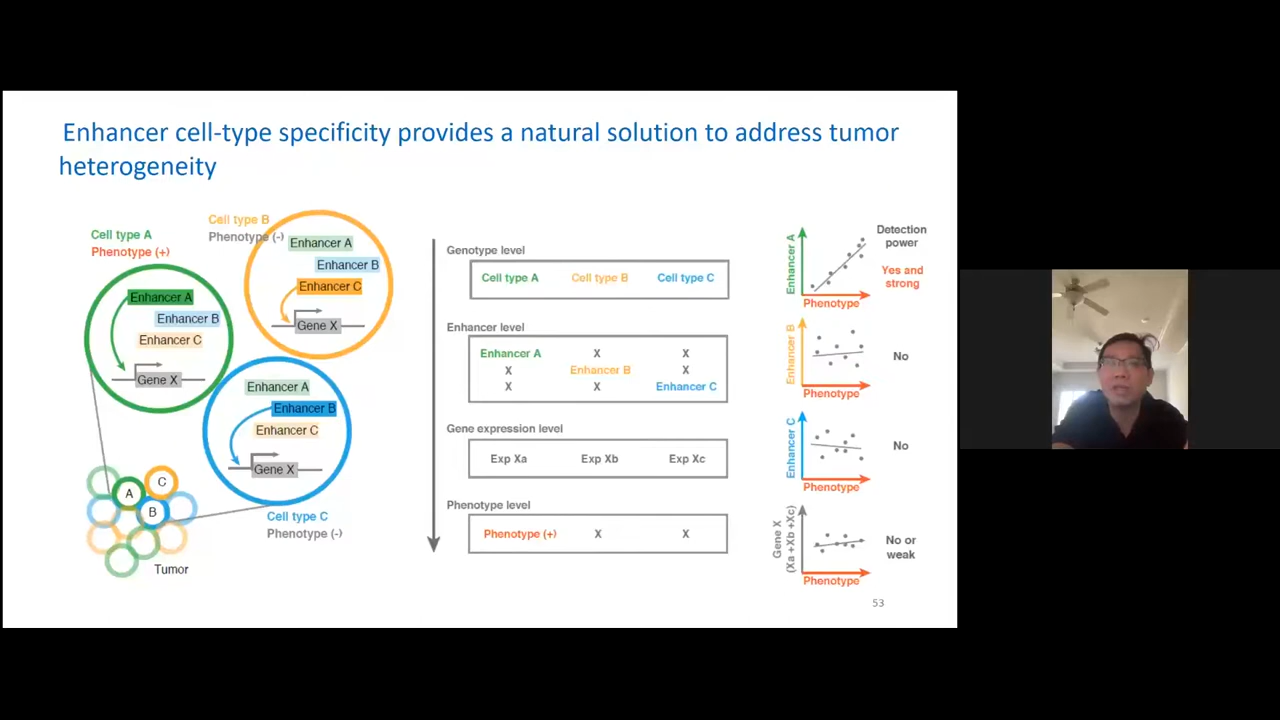 Enhancer cell-type specificity provides a natural solution to address tumor
heterogeneity
Cell type A
Phenotype (+)
Enhancer A
Enhancer B
Enhancer C
Gene X
Cell type B
Phenotype (-)
Enhancer A
Enhancer B
Enhancer C
Gene X
Enhancer A
Enhancer B
Enhancer C
Gene X
Cell type C
Phenotype (-)
A
C
B
Tumor
Genotype level
Cell type A Cell type B Cell type C
Enhancer level
Enhancer A X X
X Enhancer B X
X X Enhancer C
Gene expression level
Exp Xa Exp Xb Exp Xc
Phenotype level
Phenotype (+) X X
Detection
power
Enhancer A
Yes and
strong
Phenotype
Enhancer B
No
Phenotype
Enhancer C
No
Phenotype
Gene X
(Xa +Xb +Xc)
No or
weak
Phenotype
53